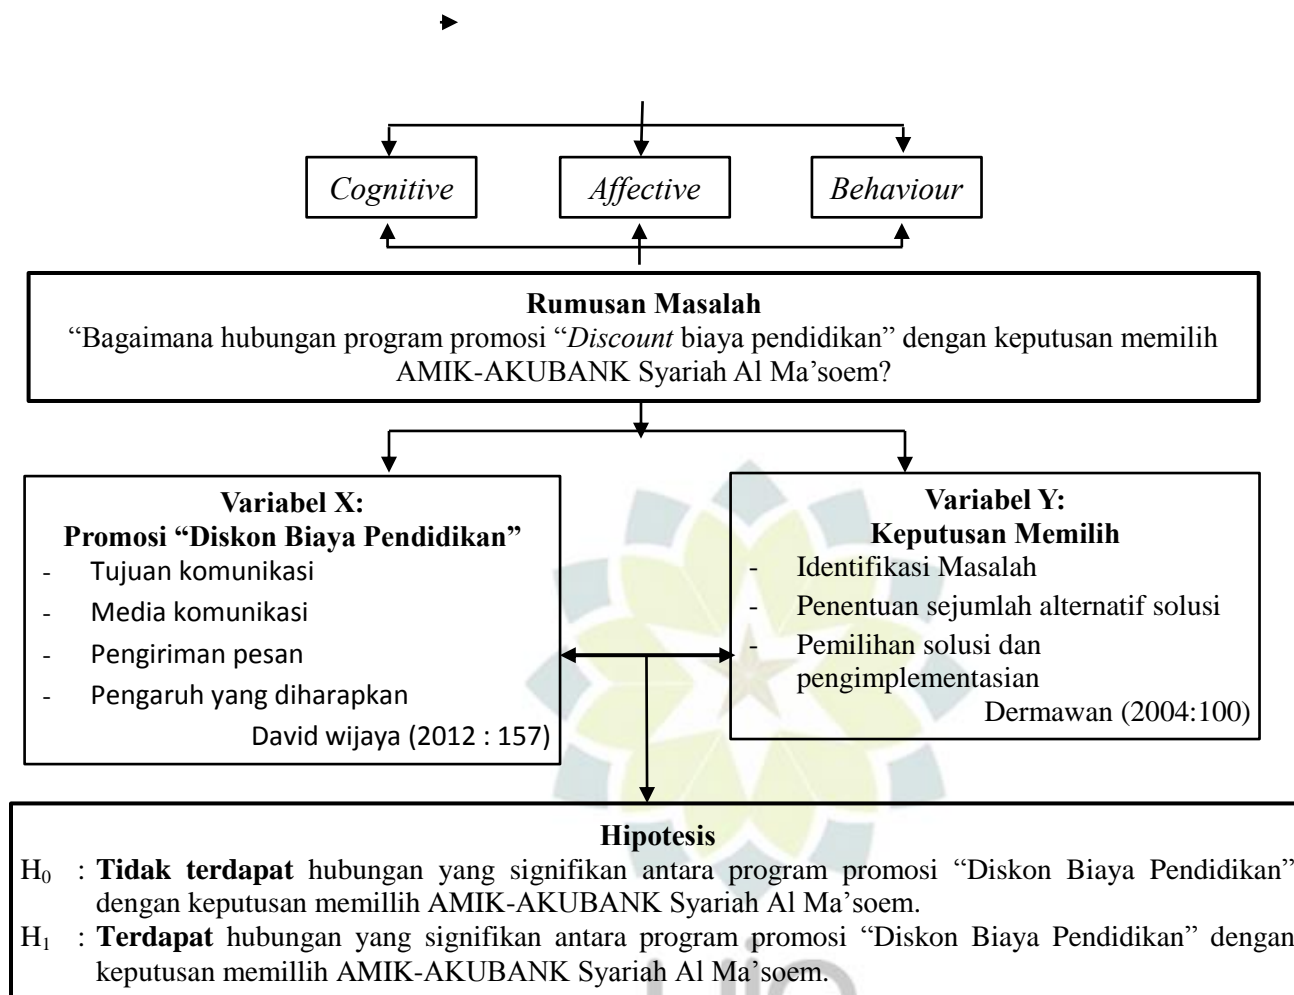 Cognitive
Affective
Behaviour
Rumusan Masalah
“Bagaimana hubungan program promosi “Discount biaya pendidikan” dengan keputusan memilih
AMIK-AKUBANK Syariah Al Ma’soem?
Variabel X:
Promosi “Diskon Biaya Pendidikan”
- Tujuan komunikasi
- Media komunikasi
- Pengiriman pesan
- Pengaruh yang diharapkan
David wijaya (2012 : 157)
Variabel Y:
Keputusan Memilih
- Identifikasi Masalah
- Penentuan sejumlah alternatif solusi
- Pemilihan solusi dan
pengimplementasian
Dermawan (2004:100)
Hipotesis
H0 : Tidak terdapat hubungan yang signifikan antara program promosi “Diskon Biaya Pendidikan”
dengan keputusan memillih AMIK-AKUBANK Syariah Al Ma’soem.
H1 : Terdapat hubungan yang signifikan antara program promosi “Diskon Biaya Pendidikan” dengan
keputusan memillih AMIK-AKUBANK Syariah Al Ma’soem.